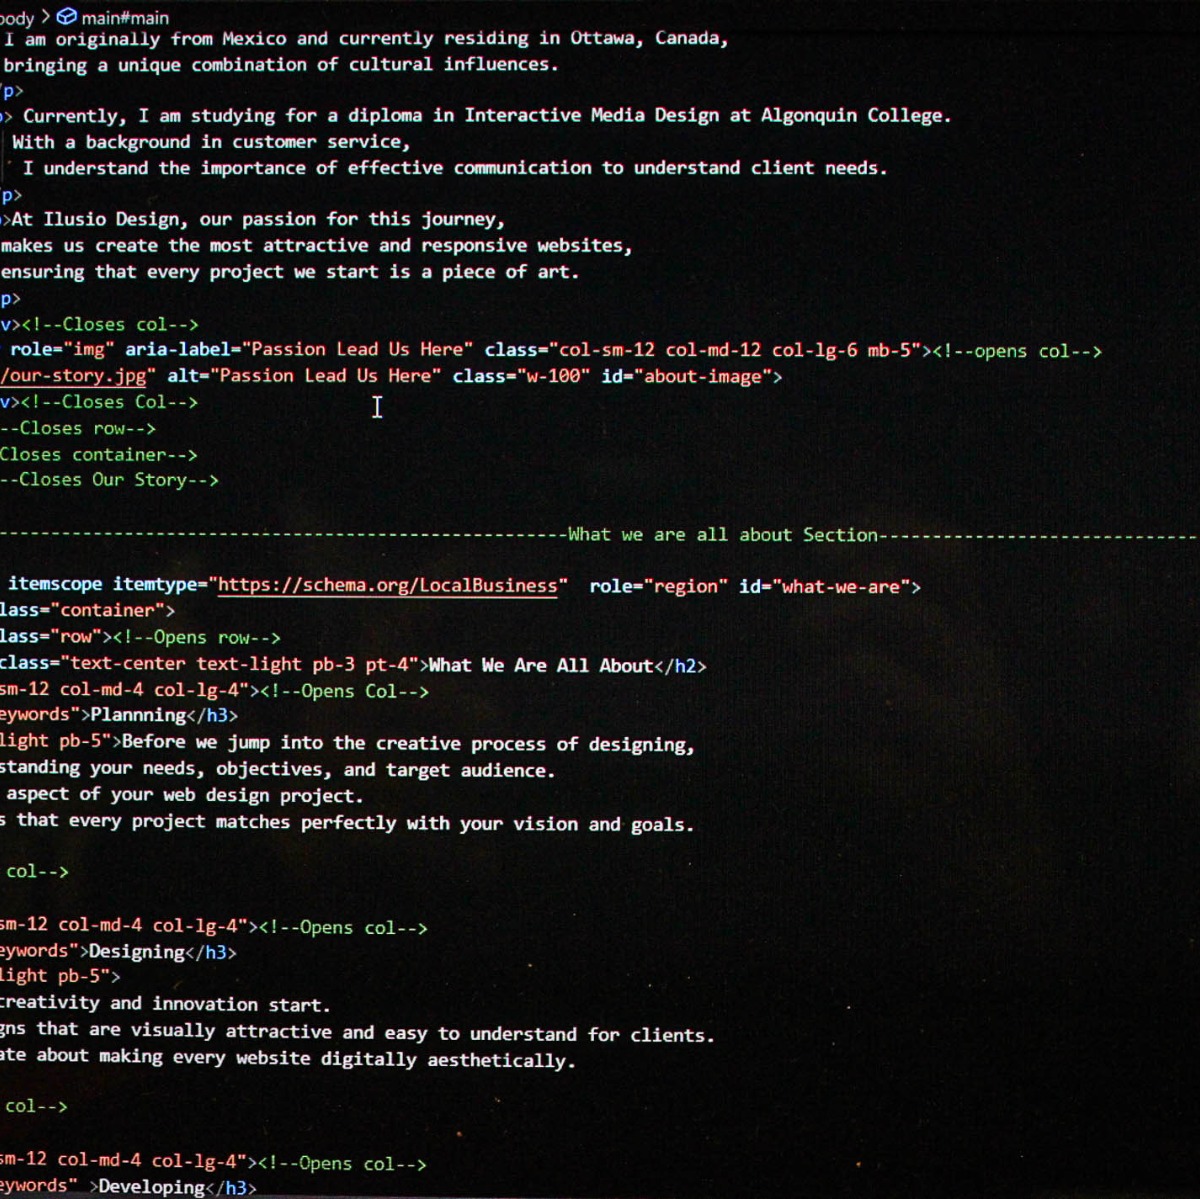 body > main#main
I am originally from Mexico and currently residing in Ottawa, Canada,
bringing a unique combination of cultural influences.
p>
> Currently, I am studying for a diploma in Interactive Media Design at Algonquin College.
With a background in customer service,
I understand the importance of effective communication to understand client needs.
p>
>At Ilusio Design, our passion for this journey,
makes us create the most attractive and responsive websites,
ensuring that every project we start is a piece of art.
p>
v><!--Closes col-->
role="img" aria-label="Passion Lead Us Here" class="col-sm-12 col-md-12 col-lg-6 mb-5"><!--opens col-->
/our-story.jpg" alt="Passion Lead Us Here" class="w-100" id="about-image">
v><!--Closes Col-->
--Closes row-->
Closes container-->
--Closes Our Story-->
------------------------------------------------------What we are all about Section------------------------------
itemscope itemtype="https://schema.org/LocalBusiness"  role="region" id="what-we-are">
lass="container">
lass="row"><!--Opens row-->
class="text-center text-light pb-3 pt-4">What We Are All About</h2>
sm-12 col-md-4 col-lg-4"><!--Opens Col-->
eywords">Plannning</h3>
light pb-5">Before we jump into the creative process of designing,
standing your needs, objectives, and target audience.
aspect of your web design project.
s that every project matches perfectly with your vision and goals.
col-->
sm-12 col-md-4 col-lg-4"><!--Opens col-->
eywords">Designing</h3>
light pb-5">
creativity and innovation start.
gns that are visually attractive and easy to understand for clients.
ate about making every website digitally aesthetically.
col-->
sm-12 col-md-4 col-lg-4"><!--Opens col-->
eywords" >Developing</h3>